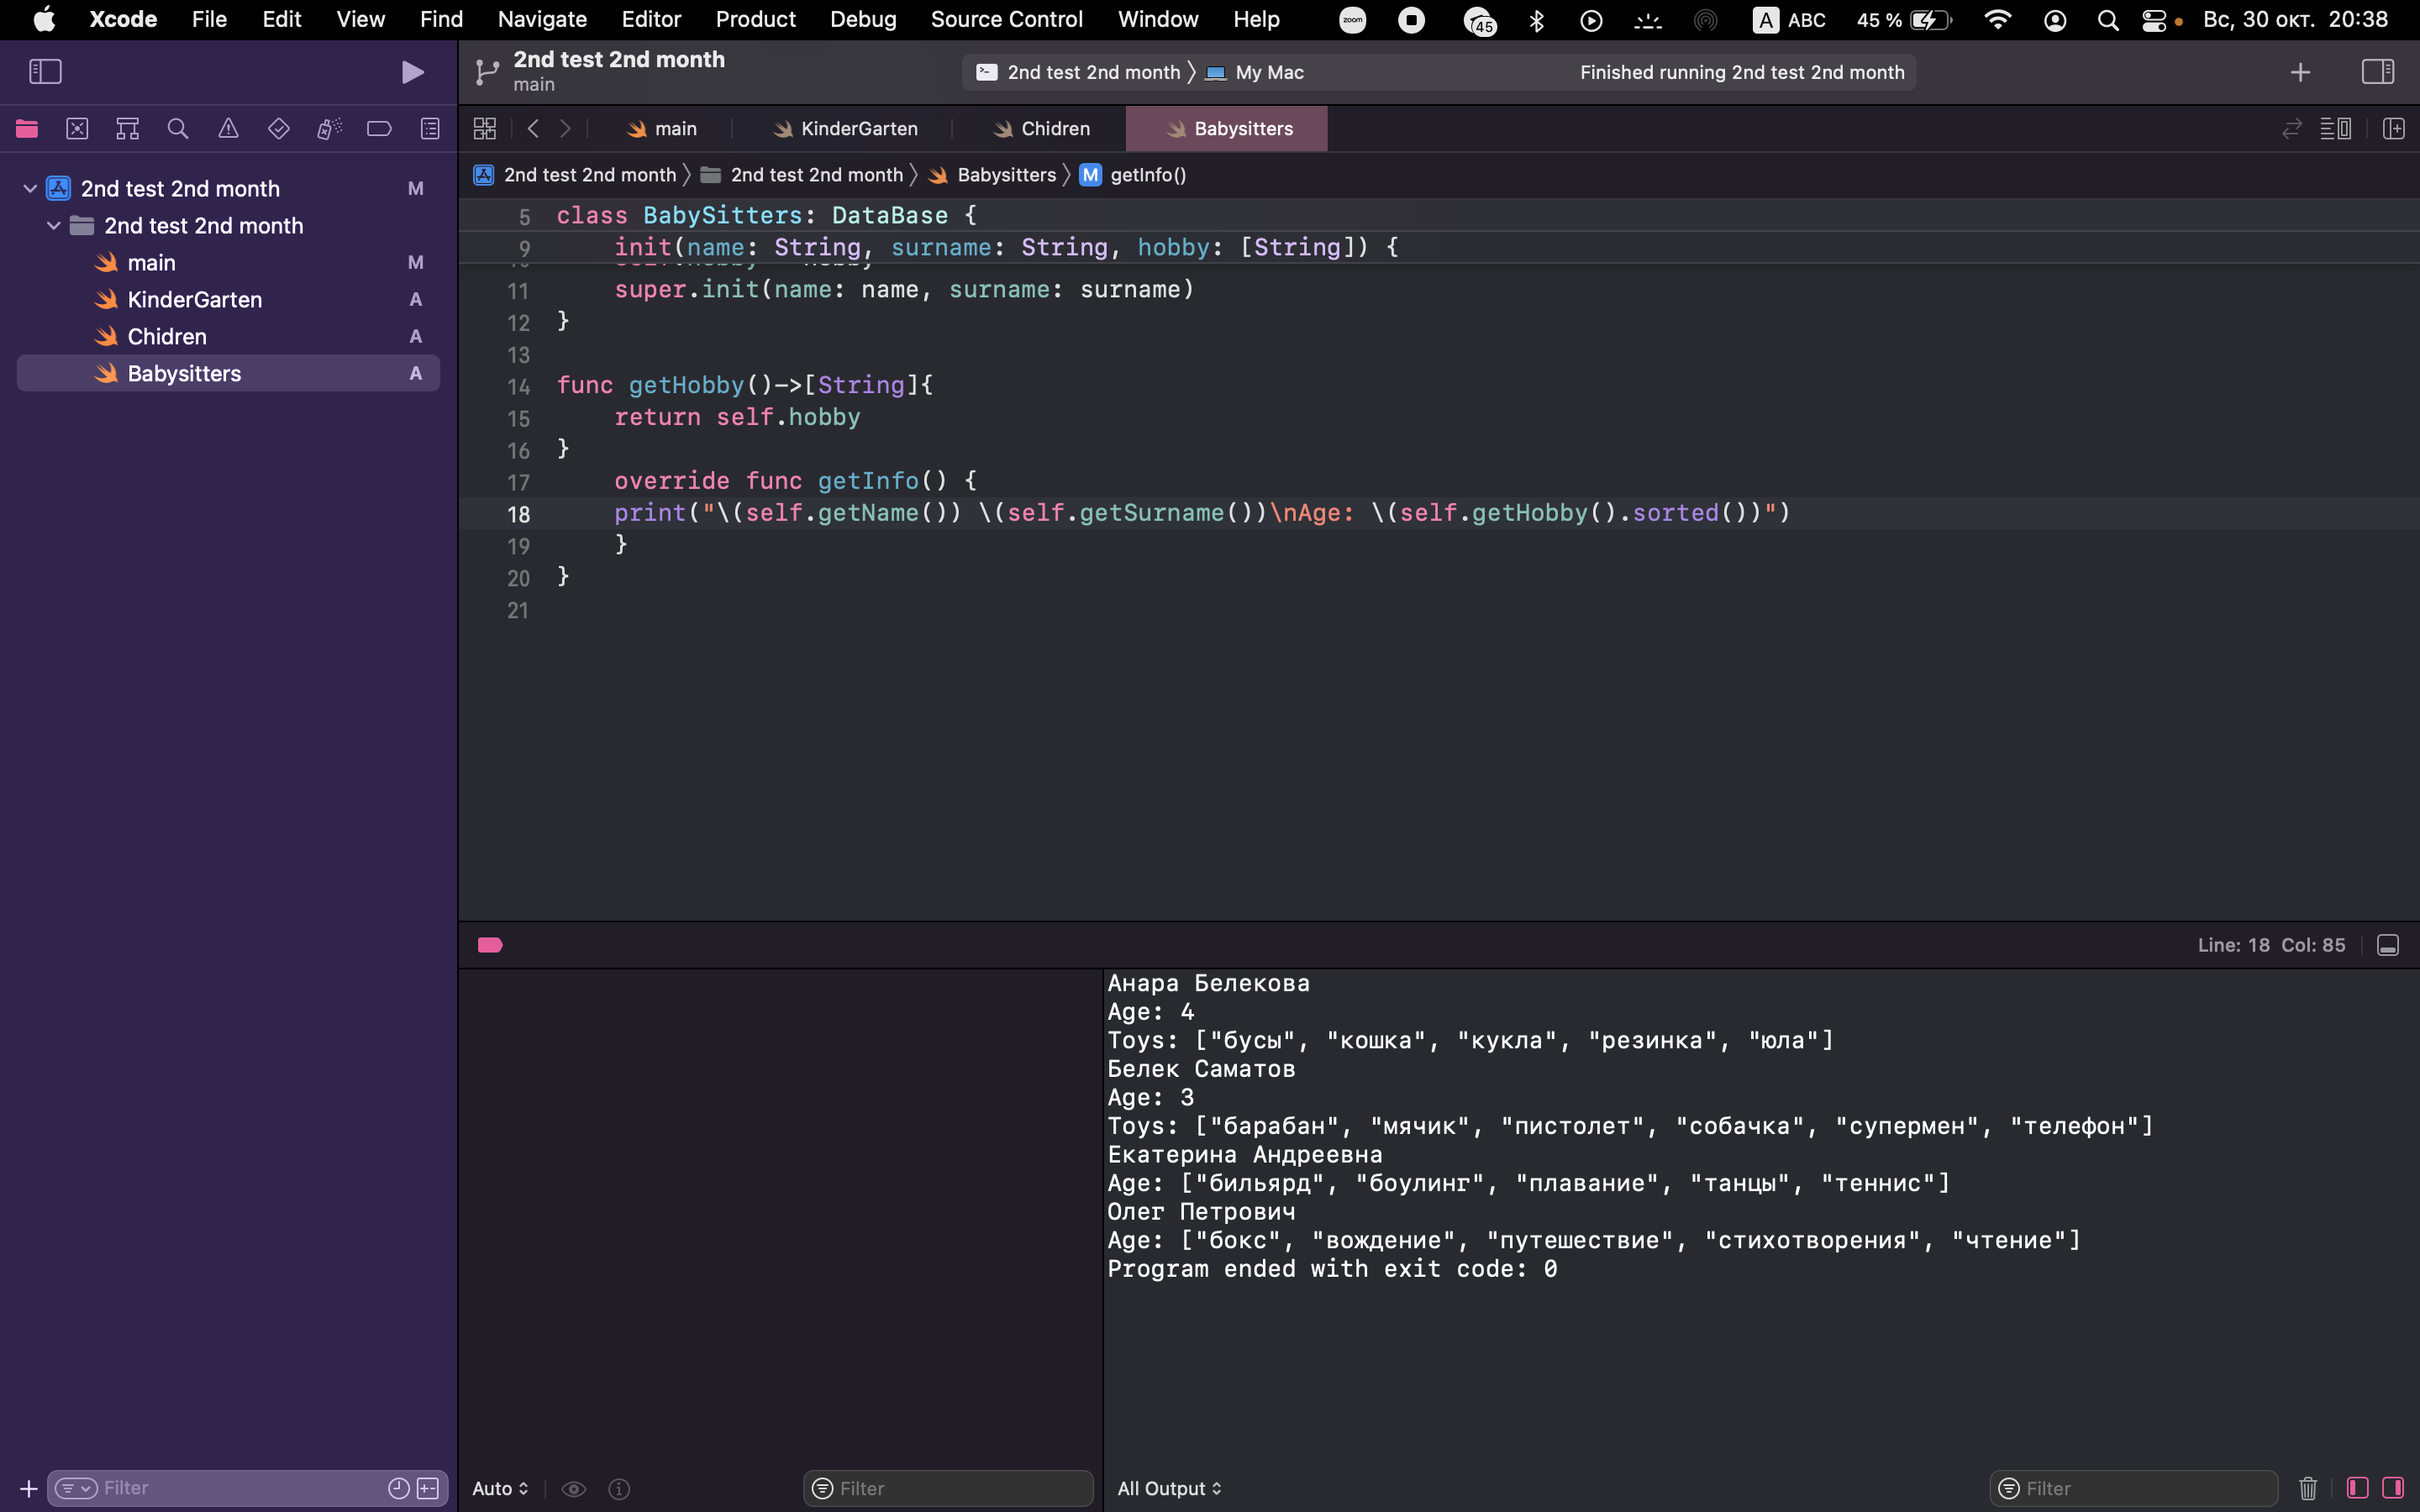 Xcode File Edit View Find Navigate Editor Product Debug Source Control Window Help zoom 45 A ABC 45 % Вс, 30 окт. 20:38
2nd test 2nd month
main
2nd test 2nd month My Mac Finished running 2nd test 2nd month
main KinderGarten Chidren Babysitters
2nd test 2nd month 2nd test 2nd month Babysitters M getInfo()
2nd test 2nd month M
2nd test 2nd month
main M
KinderGarten A
Chidren A
Babysitters A
5 class BabySitters: DataBase {
9 init(name: String, surname: String, hobby: [String]) {
11 super.init(name: name, surname: surname)
12 }
13
14 func getHobby()->[String]{
15 return self.hobby
16 }
17 override func getInfo() {
18 print("\(self.getName()) \(self.getSurname())\nAge: \(self.getHobby().sorted())")
19 }
20 }
21
Line: 18 Col: 85
Анара Белекова
Age: 4
Toys: ["бусы", "кошка", "кукла", "резинка", "юла"]
Белек Саматов
Age: 3
Toys: ["барабан", "мячик", "пистолет", "собачка", "супермен", "телефон"]
Екатерина Андреевна
Age: ["бильярд", "боулинг", "плавание", "танцы", "теннис"]
Олег Петрович
Age: ["бокс", "вождение", "путешествие", "стихотворения", "чтение"]
Program ended with exit code: 0
Filter Auto Filter All Output Filter